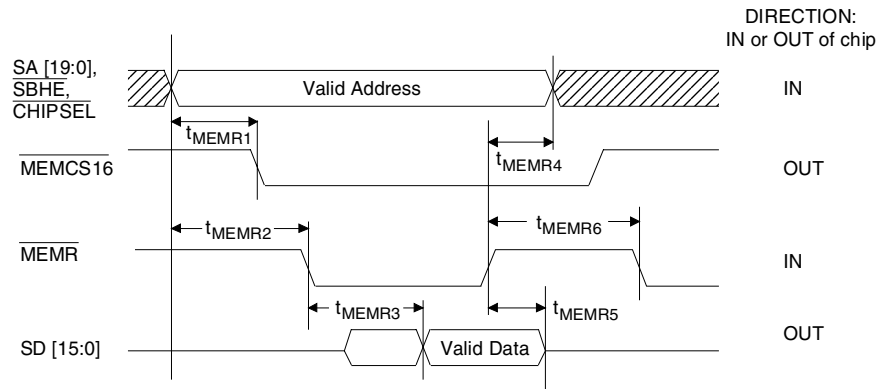 DIRECTION:
IN or OUT of chip
SA [19:0],
SBHE,
CHIPSEL
Valid Address
IN
tMEMR1
tMEMR4
MEMCS16
OUT
tMEMR2
tMEMR6
MEMR
IN
tMEMR3
tMEMR5
OUT
SD [15:0]
Valid Data